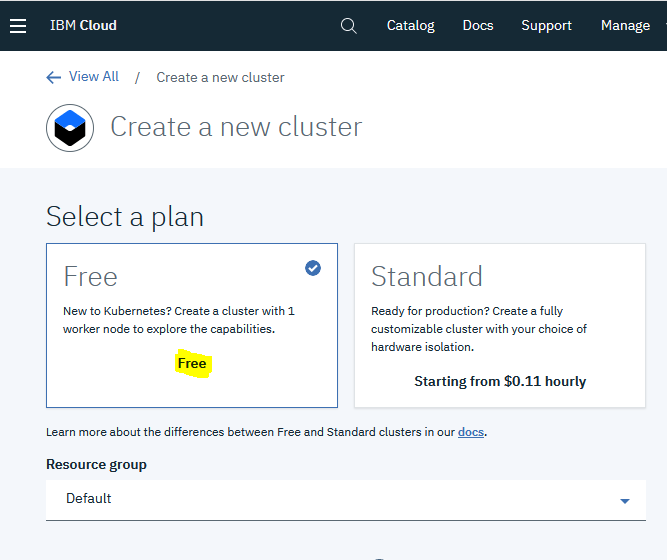 IBM Cloud
Catalog
Docs
Support
Manage
View All / Create a new cluster
Create a new cluster
Select a plan
Free
New to Kubernetes? Create a cluster with 1
worker node to explore the capabilities.
Free
Standard
Ready for production? Create a fully
customizable cluster with your choice of
hardware isolation.
Starting from $0.11 hourly
Learn more about the differences between Free and Standard clusters in our docs.
Resource group
Default